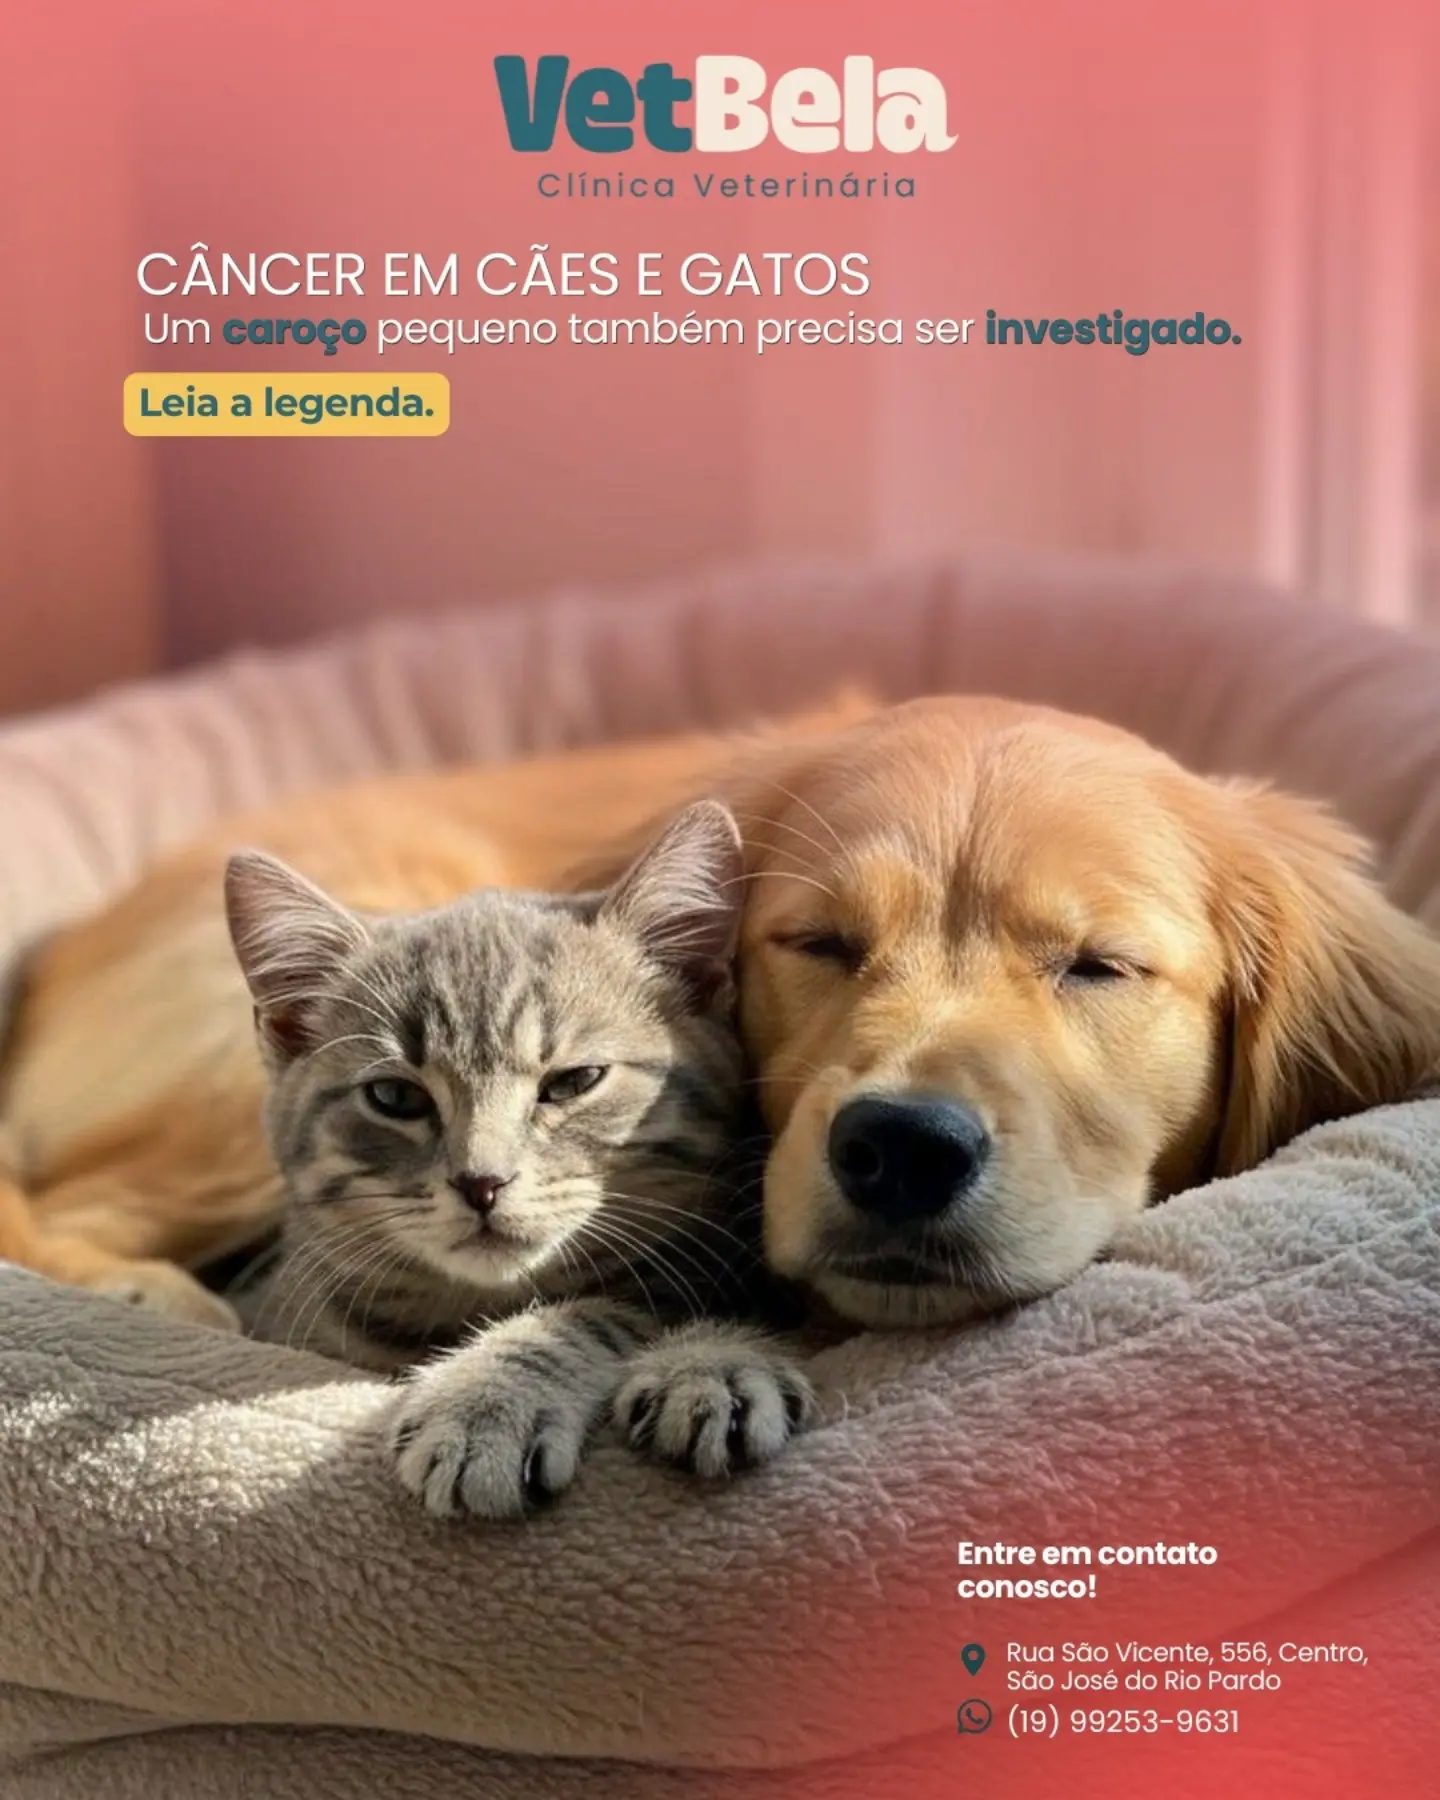 VetBela
Clínica Veterinária
CÂNCER EM CÃES E GATOS
Um caroço pequeno também precisa ser investigado.
Leia a legenda.
Entre em contato
conosco!
Rua São Vicente, 556, Centro,
São José do Rio Pardo
(19) 99253-9631